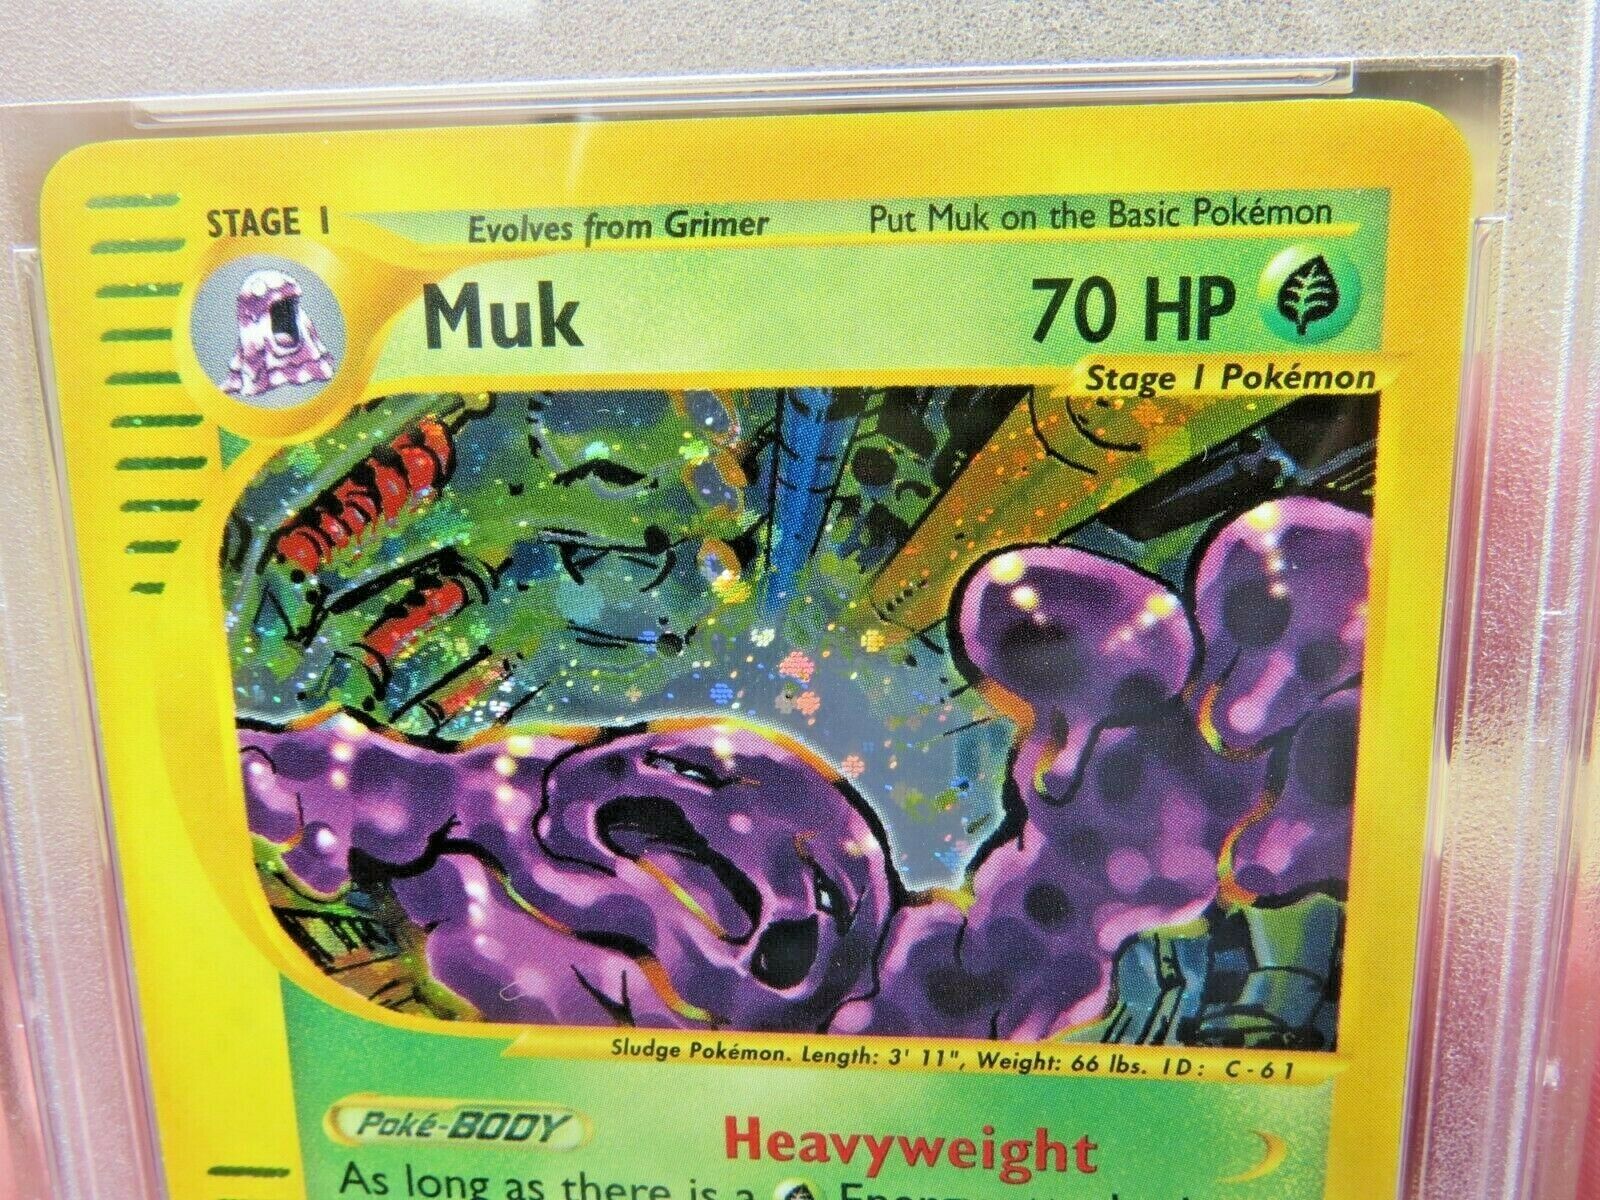 STAGE 1 Evolves from Grimer Put Muk on the Basic Pokémon
Muk 70 HP
Stage 1 Pokémon
Sludge Pokémon. Length: 3' 11", Weight: 66 lbs. ID: C-61
Poké-BODY Heavyweight
As long as there is a Energy